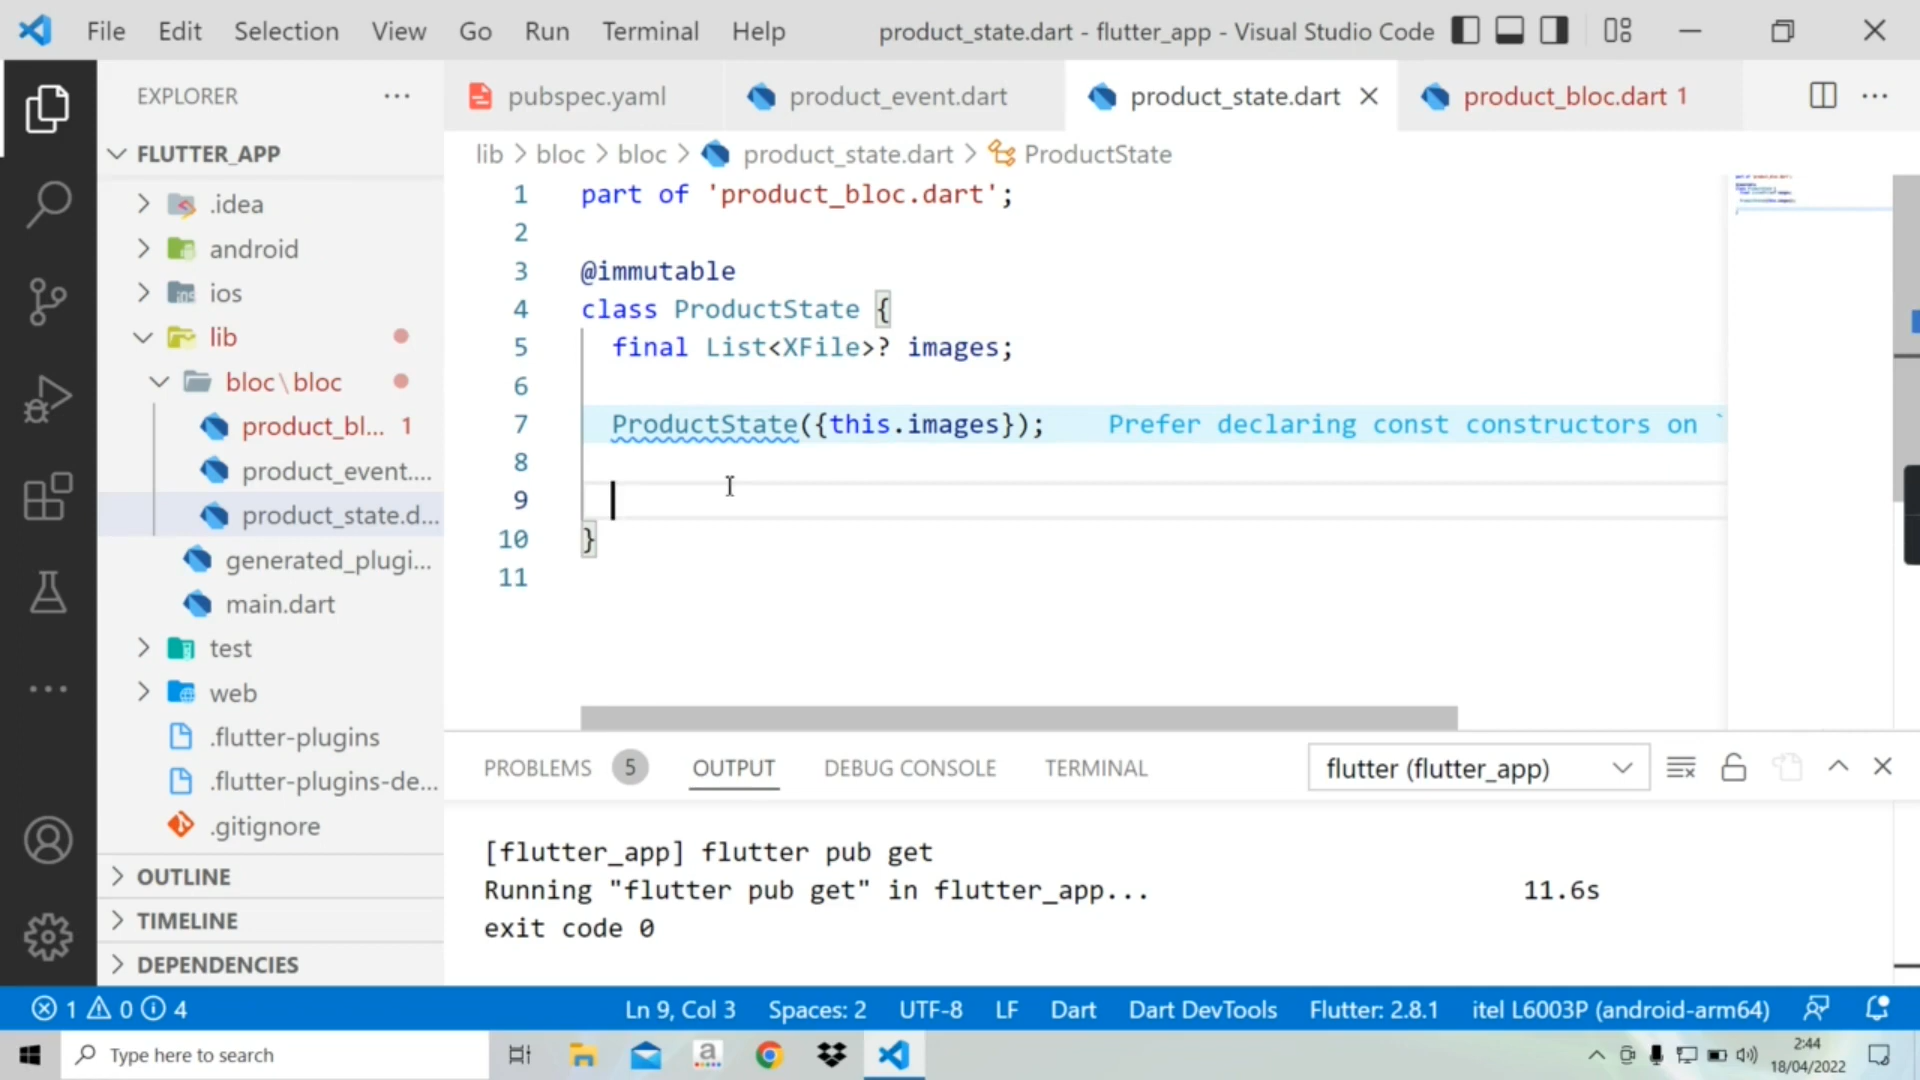 File Edit Selection View Go Run Terminal Help product_state.dart - flutter_app - Visual Studio Code
EXPLORER
FLUTTER_APP
.idea
android
ios
lib
bloc\bloc
product_bl... 1
product_event....
product_state.d...
generated_plugi...
main.dart
test
web
.flutter-plugins
.flutter-plugins-de...
.gitignore
OUTLINE
TIMELINE
DEPENDENCIES
pubspec.yaml product_event.dart product_state.dart product_bloc.dart 1
lib > bloc > bloc > product_state.dart > ProductState
1 part of 'product_bloc.dart';
2
3 @immutable
4 class ProductState {
5 final List<XFile>? images;
6
7 ProductState({this.images}); Prefer declaring const constructors on `
8
9
10 }
11
PROBLEMS 5 OUTPUT DEBUG CONSOLE TERMINAL flutter (flutter_app)
[flutter_app] flutter pub get
Running "flutter pub get" in flutter_app... 11.6s
exit code 0
1 0 4 Ln 9, Col 3 Spaces: 2 UTF-8 LF Dart Dart DevTools Flutter: 2.8.1 itel L6003P (android-arm64)
Type here to search
2:44
18/04/2022